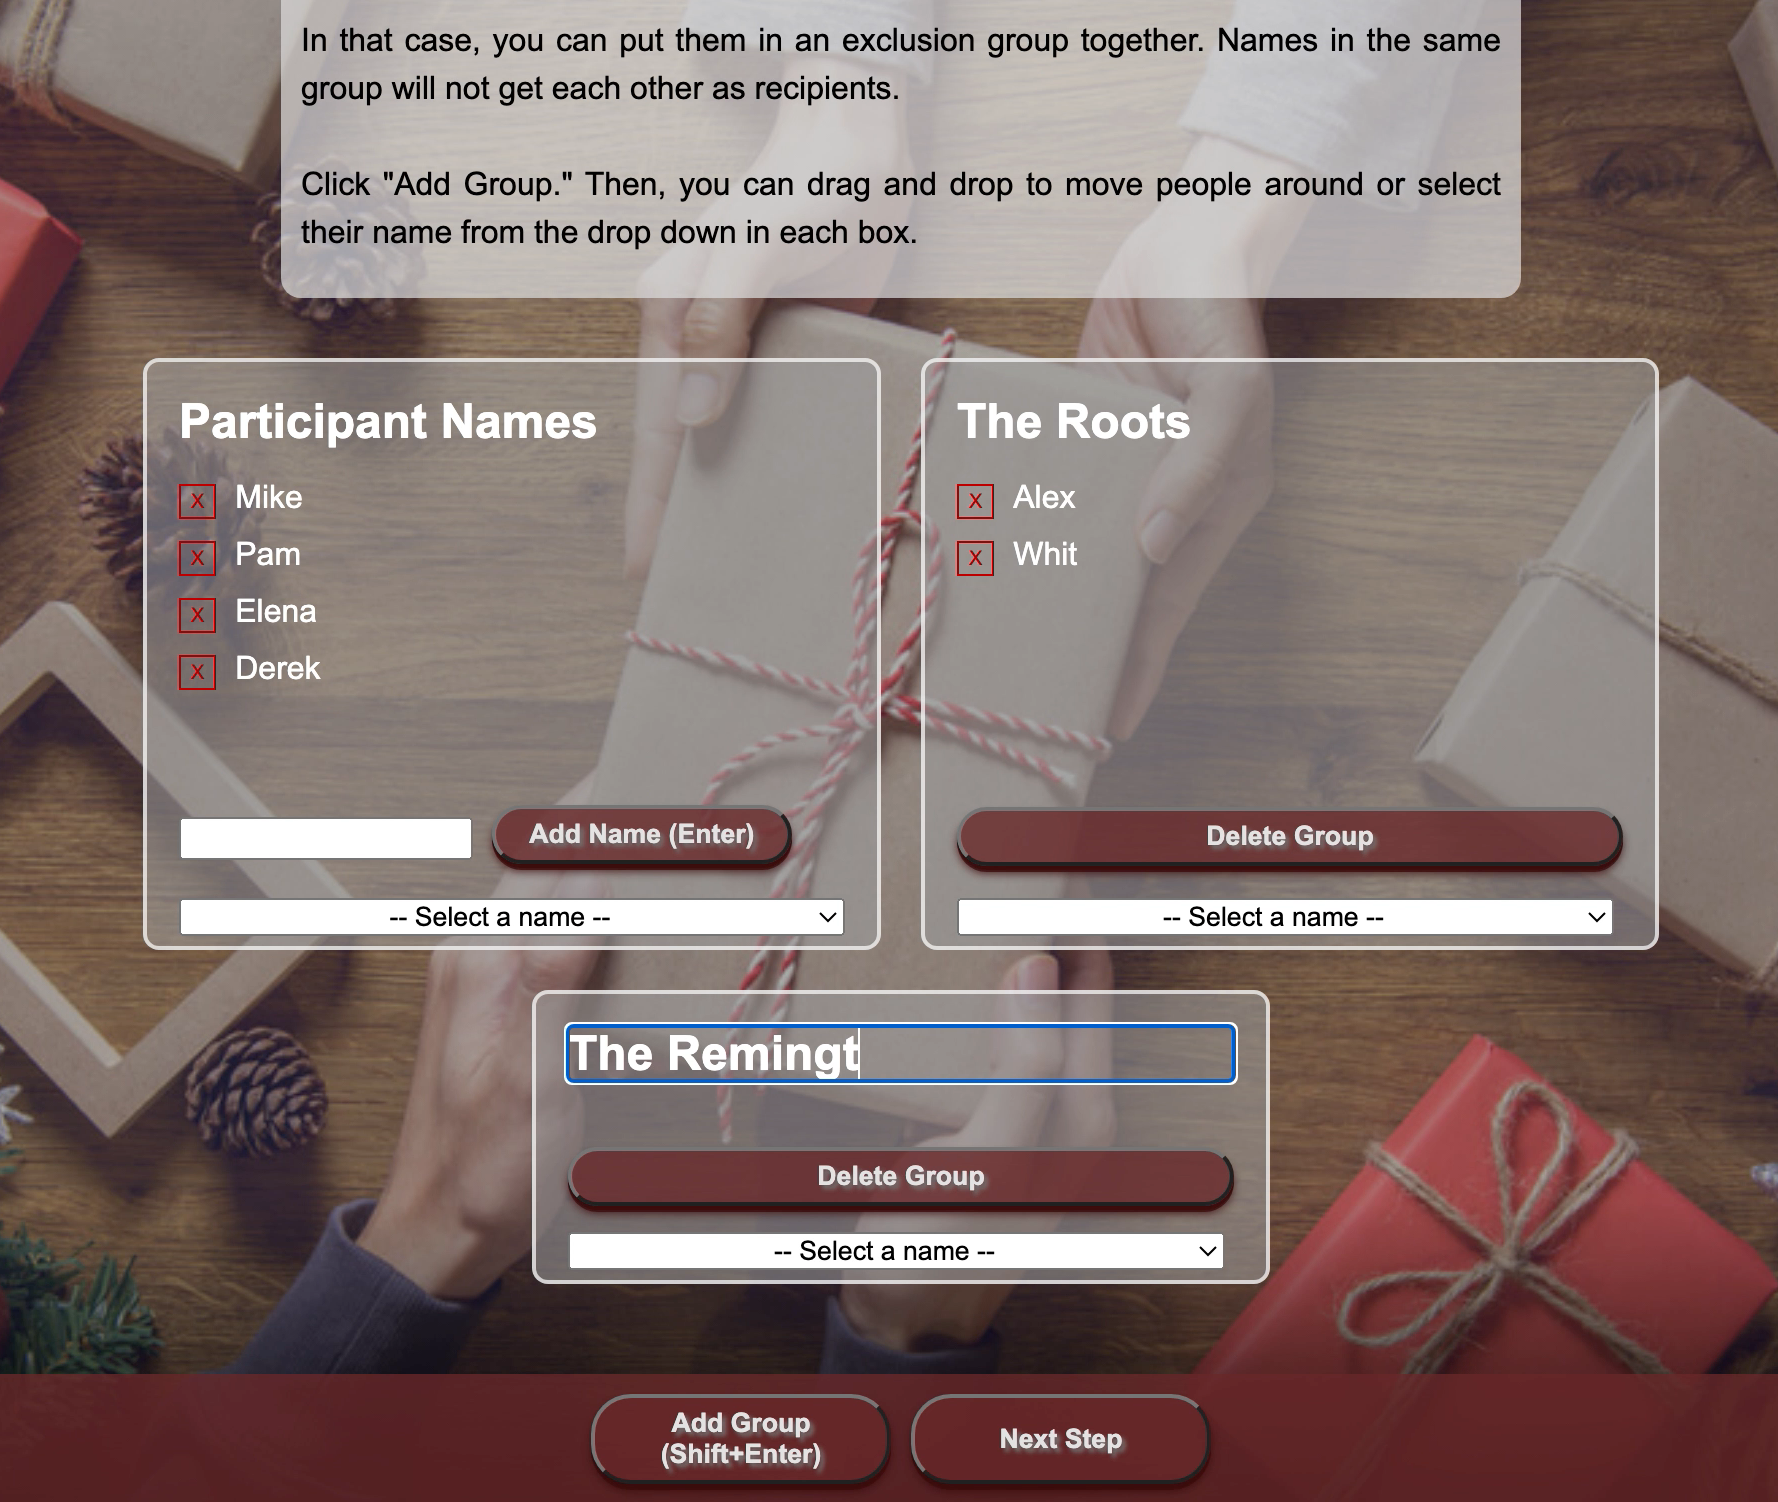 In that case, you can put them in an exclusion group together. Names in the same
group will not get each other as recipients.
Click "Add Group." Then, you can drag and drop to move people around or select
their name from the drop down in each box.
Participant Names
x Mike
x Pam
x Elena
x Derek
Add Name (Enter)
-- Select a name --
The Roots
x Alex
x Whit
Delete Group
-- Select a name --
The Remingt
Delete Group
-- Select a name --
Add Group
(Shift+Enter)
Next Step